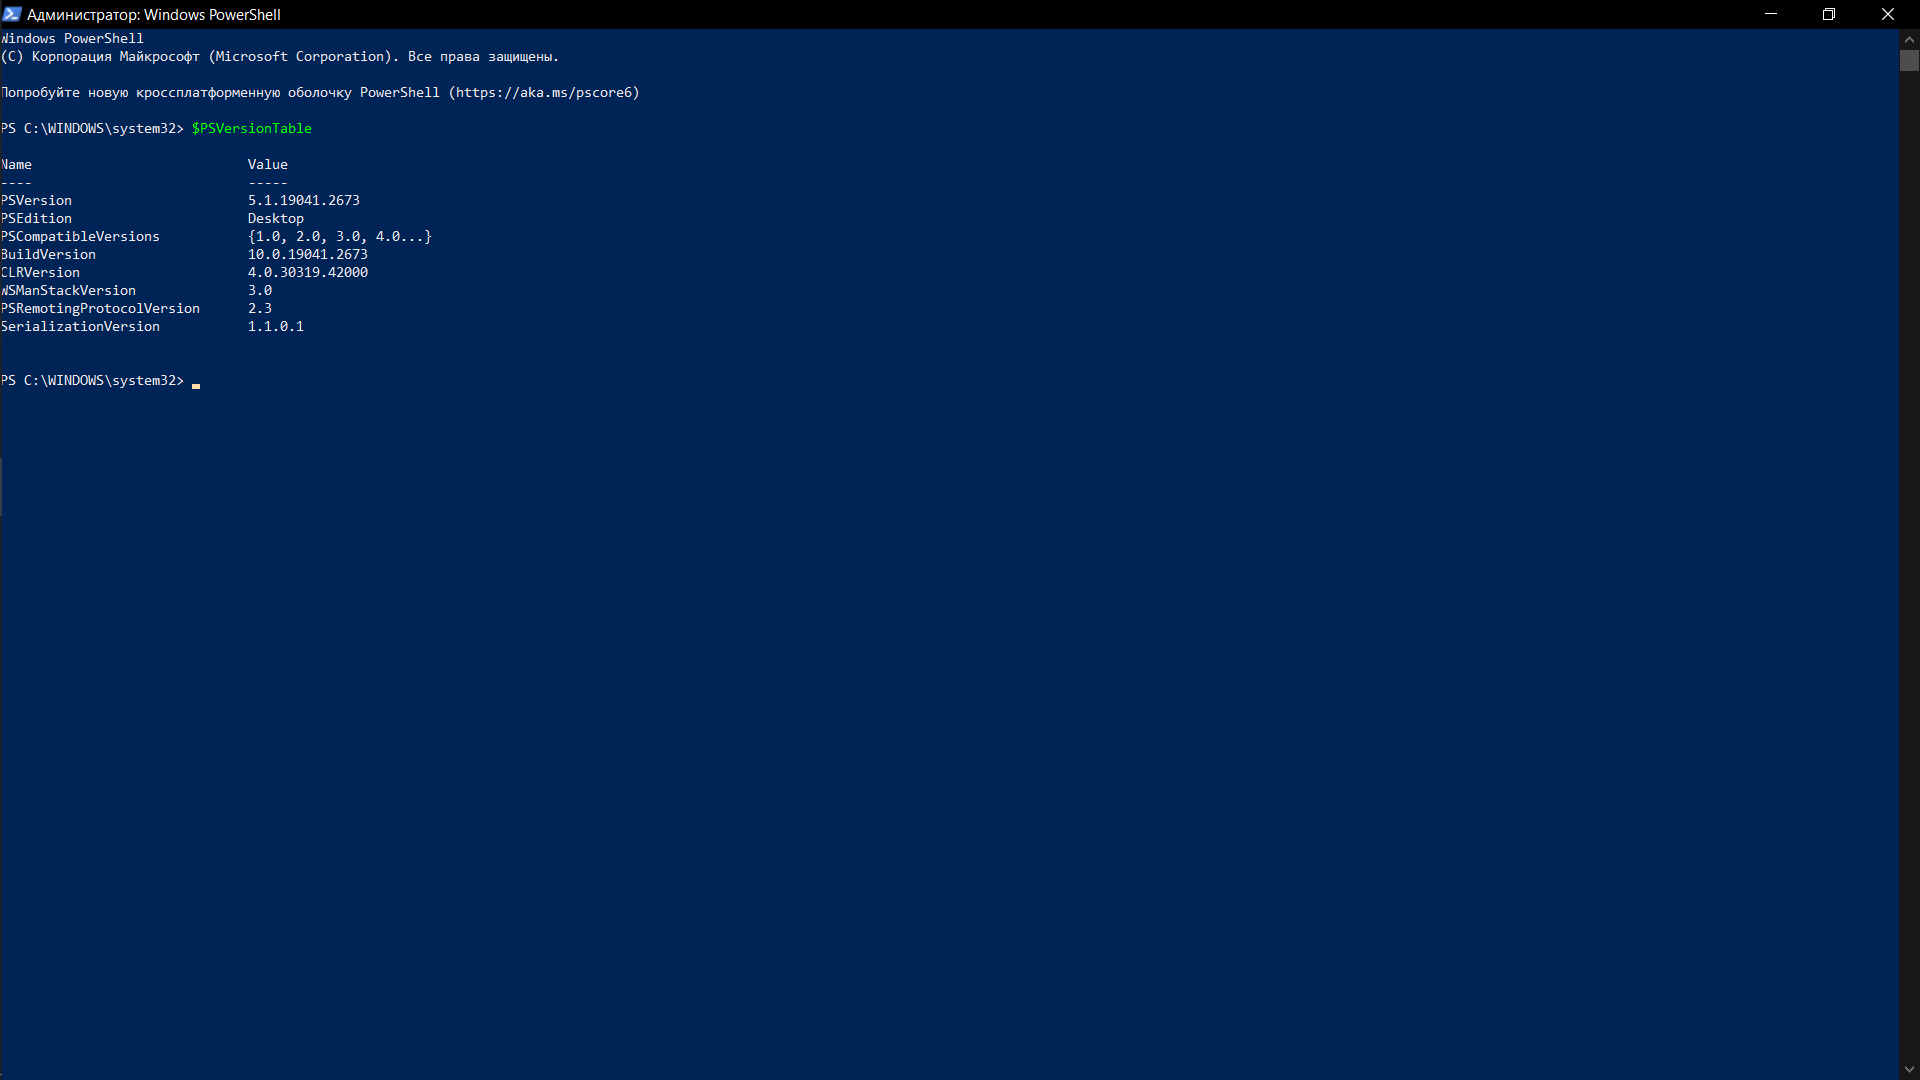 Администратор: Windows PowerShell
Windows PowerShell
(C) Корпорация Майкрософт (Microsoft Corporation). Все права защищены.
Попробуйте новую кроссплатформенную оболочку PowerShell (https://aka.ms/pscore6)
PS C:\WINDOWS\system32> $PSVersionTable
Name                           Value
----                           -----
PSVersion                      5.1.19041.2673
PSEdition                      Desktop
PSCompatibleVersions           {1.0, 2.0, 3.0, 4.0...}
BuildVersion                   10.0.19041.2673
CLRVersion                     4.0.30319.42000
WSManStackVersion              3.0
PSRemotingProtocolVersion      2.3
SerializationVersion           1.1.0.1
PS C:\WINDOWS\system32>